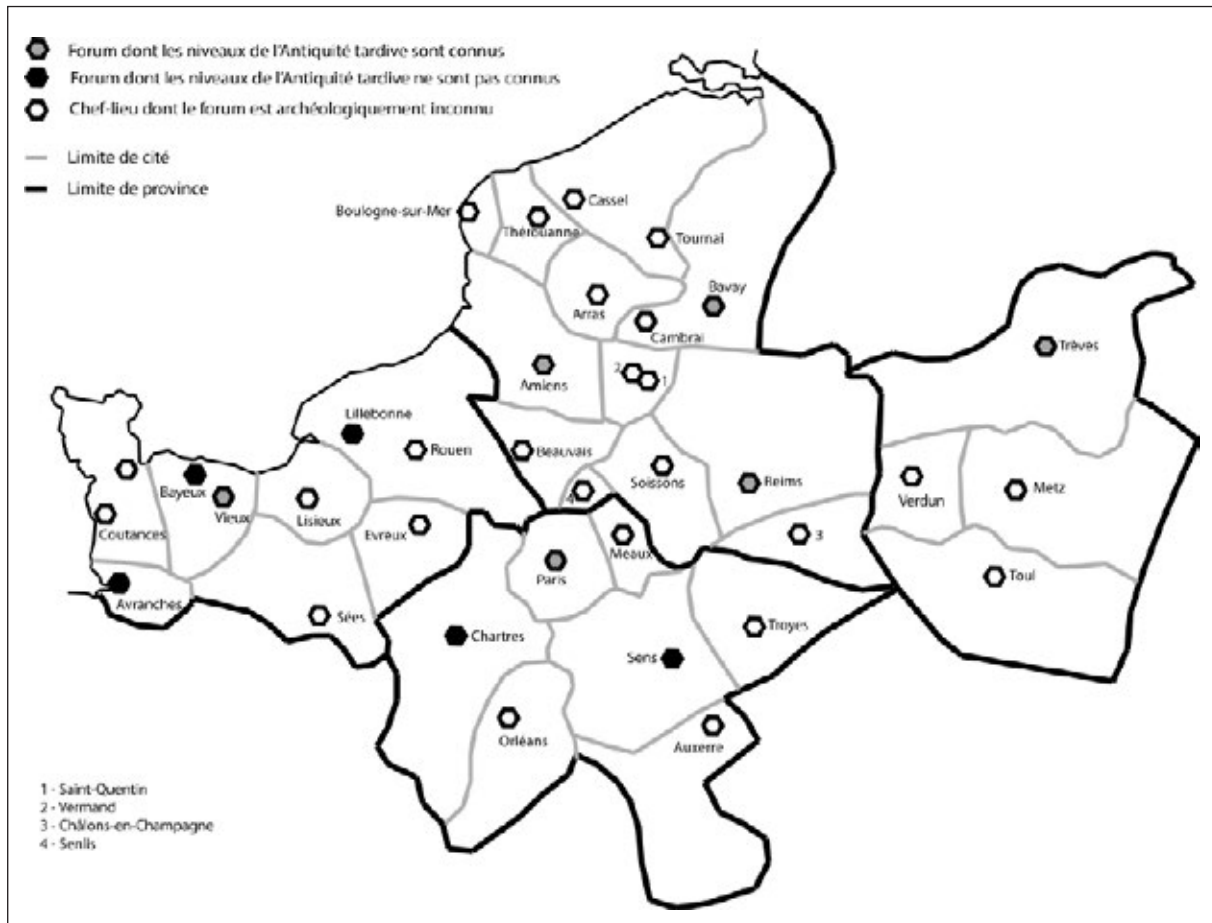 Forum dont les niveaux de l'Antiquité tardive sont connus
Forum dont les niveaux de l'Antiquité tardive ne sont pas connus
Chef-lieu dont le forum est archéologiquement inconnu
Limite de cité
Limite de province
Boulogne-sur-Mer
Thérouanne
Cassel
Tournai
Arras
Bavay
Cambrai
Trèves
Amiens
2
1
Lillebonne
Rouen
Beauvais
Soissons
Reims
Verdun
Metz
4
Bayeux
Vieux
Lisieux
Evreux
Coutances
Meaux
3
Paris
Toul
Avranches
Sées
Chartres
Sens
Troyes
Orléans
Auxerre
1 - Saint-Quentin
2 - Vermand
3 - Châlons-en-Champagne
4 - Senlis